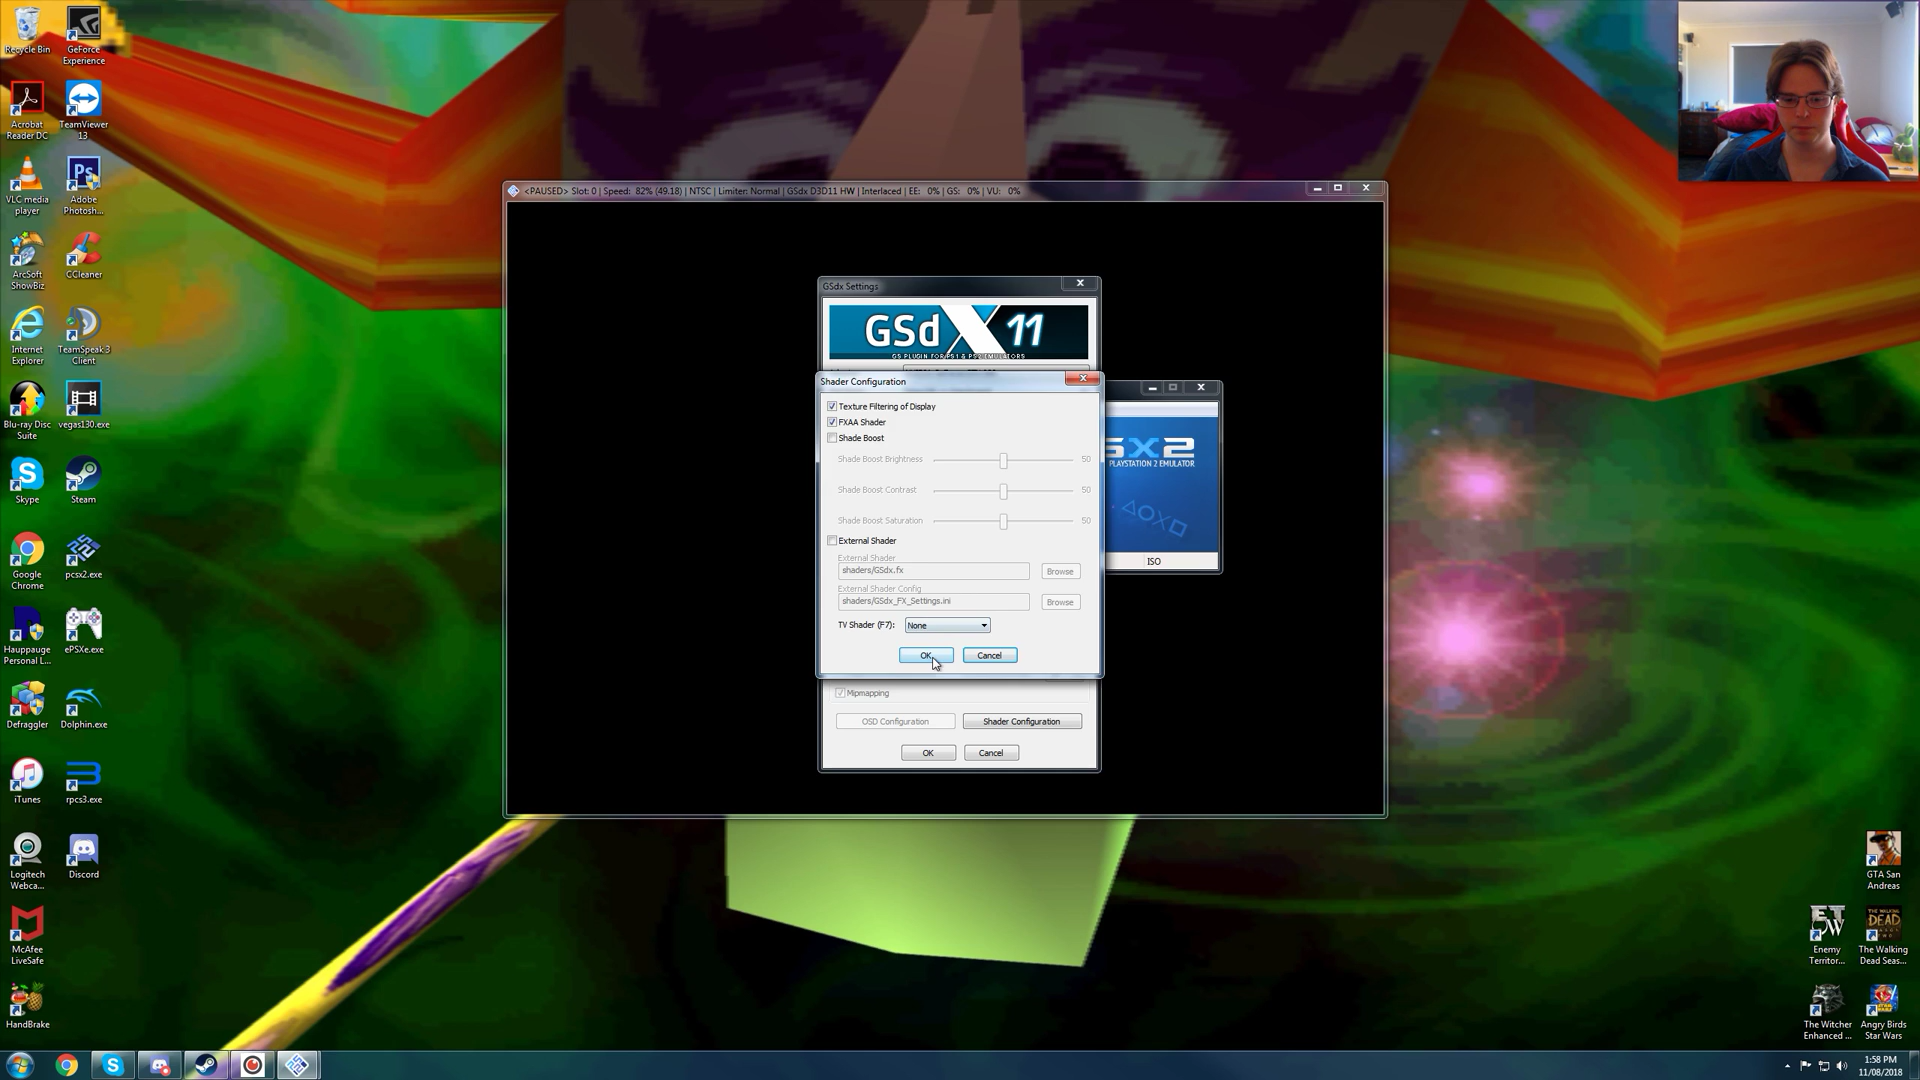 Recycle Bin
GeForce
Experience
Acrobat
Reader DC
TeamViewer
13
VLC media
player
Adobe
Photosh...
ArcSoft
ShowBiz
CCleaner
Internet
Explorer
TeamSpeak 3
Client
Blu-ray Disc
Suite
vegas130.exe
Skype
Steam
Google
Chrome
pcsx2.exe
Hauppauge
Personal L...
ePSXe.exe
Defraggler
Dolphin.exe
iTunes
rpcs3.exe
Logitech
Webca...
Discord
McAfee
LiveSafe
HandBrake
<PAUSED> Slot: 0 | Speed: 82% (49.18) | NTSC | Limiter: Normal | GSdx D3D11 HW | Interlaced | EE: 0% | GS: 0% | VU: 0%
GSdx Settings
GSdX 11
GS PLUGIN FOR PS1 & PS2 EMULATORS
Shader Configuration
Texture Filtering of Display
FXAA Shader
Shade Boost
Shade Boost Brightness 50
Shade Boost Contrast 50
Shade Boost Saturation 50
External Shader
External Shader
shaders/GSdx.fx Browse
External Shader Config
shaders/GSdx_FX_Settings.ini Browse
TV Shader (F7): None
OK Cancel
Mipmapping
OSD Configuration Shader Configuration
OK Cancel
SX2
PLAYSTATION 2 EMULATOR
ISO
GTA San
Andreas
Enemy
Territor...
The Walking
Dead Seas...
The Witcher
Enhanced ...
Angry Birds
Star Wars
1:58 PM
11/08/2018